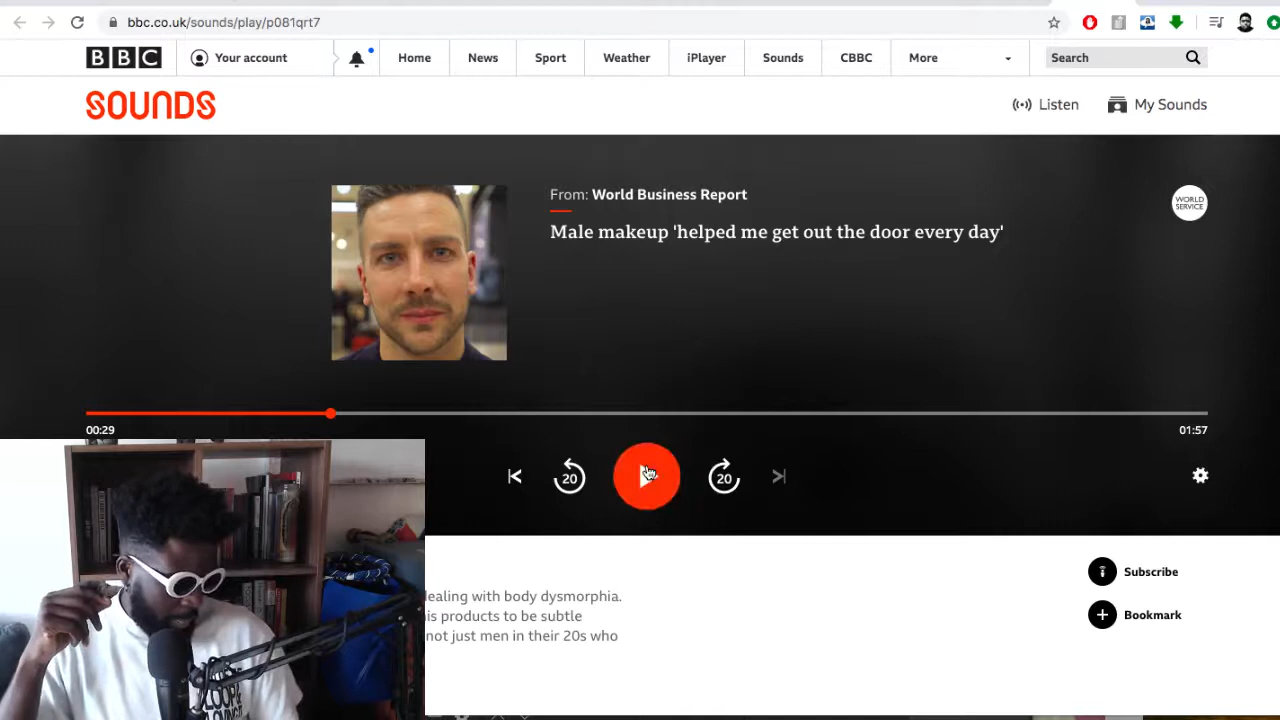 bbc.co.uk/sounds/play/p081qrt7
BBC Your account Home News Sport Weather iPlayer Sounds CBBC More Search
SOUNDS Listen My Sounds
From: World Business Report
WORLD SERVICE
Male makeup 'helped me get out the door every day'
00:29 01:57
20 20
Subscribe
dealing with body dysmorphia.
his products to be subtle
Bookmark
not just men in their 20s who